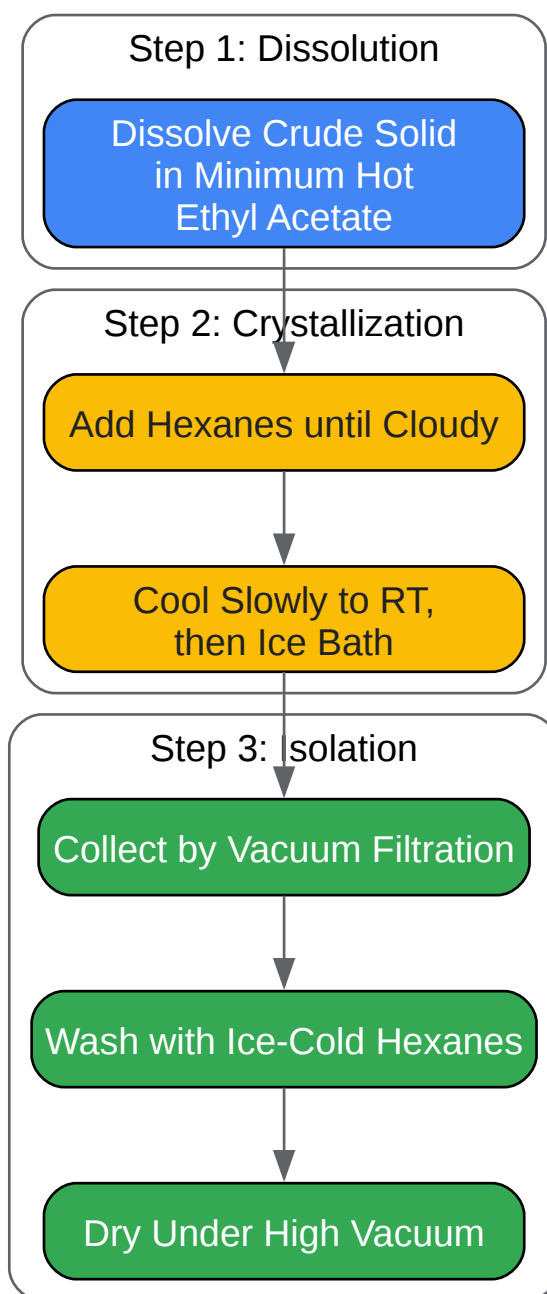 Step 1: Dissolution
Dissolve Crude Solid
in Minimum Hot
Ethyl Acetate
Step 2: Crystallization
Add Hexanes until Cloudy
Cool Slowly to RT,
then Ice Bath
Step 3: Isolation
Collect by Vacuum Filtration
Wash with Ice-Cold Hexanes
Dry Under High Vacuum